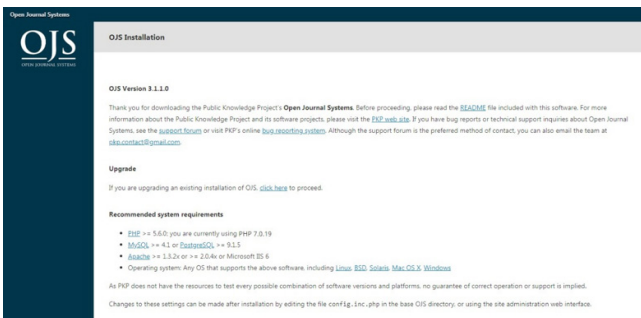 Open Journal Systems
OJS
OPEN JOURNAL SYSTEMS
OJS Installation
OJS Version 3.1.1.0
Thank you for downloading the Public Knowledge Project's Open Journal Systems. Before proceeding, please read the README file included with this software. For more
information about the Public Knowledge Project and its software projects, please visit the PKP web site. If you have bug reports or technical support inquiries about Open Journal
Systems, see the support forum or visit PKP's online bug reporting system. Although the support forum is the preferred method of contact, you can also email the team at
pkp.contact@gmail.com.
Upgrade
If you are upgrading an existing installation of OJS, click here to proceed.
Recommended system requirements
• PHP >= 5.6.0; you are currently using PHP 7.0.19
• MySQL >= 4.1 or PostgreSQL >= 9.1.5
• Apache >= 1.3.2x or >= 2.0.4x or Microsoft IIS 6
• Operating system: Any OS that supports the above software, including Linux, BSD, Solaris, Mac OS X, Windows
As PKP does not have the resources to test every possible combination of software versions and platforms, no guarantee of correct operation or support is implied.
Changes to these settings can be made after installation by editing the file config.inc.php in the base OJS directory, or using the site administration web interface.